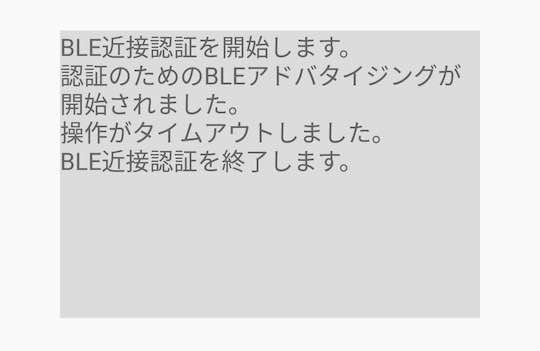 BLE近接認証を開始します。
認証のためのBLEアドバタイジングが
開始されました。
操作がタイムアウトしました。
BLE近接認証を終了します。